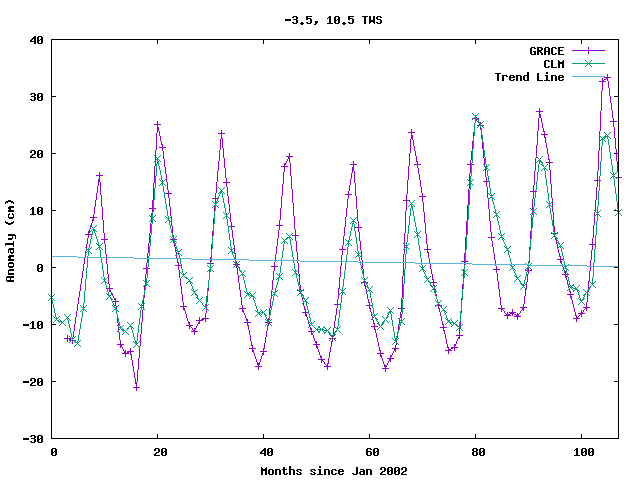 -3.5, 10.5 TWS
GRACE
CLM
Trend Line
40
30
20
10
0
-10
-20
-30
Anomaly (cm)
0 20 40 60 80 100
Months since Jan 2002